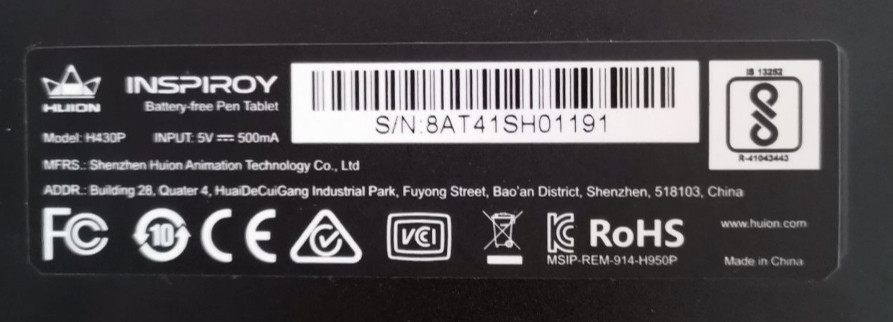 HUION
INSPIROY
Battery-free Pen Tablet
Model: H430P INPUT: 5V 500mA
S/N:8AT41SH01191
IS 13252
R-41043443
MFRS.: Shenzhen Huion Animation Technology Co., Ltd
ADDR.: Building 28, Quater 4, HuaiDeCuiGang Industrial Park, Fuyong Street, Bao'an District, Shenzhen, 518103, China
FC 10 CE VCI RoHS
MSIP-REM-914-H950P
www.huion.com
Made in China